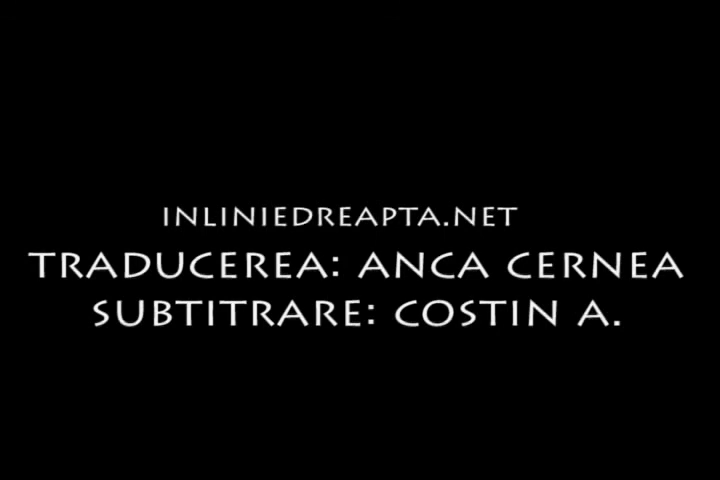 INLINIEDREAPTA.NET
TRADUCEREA: ANCA CERNEA
SUBTITRARE: COSTIN A.